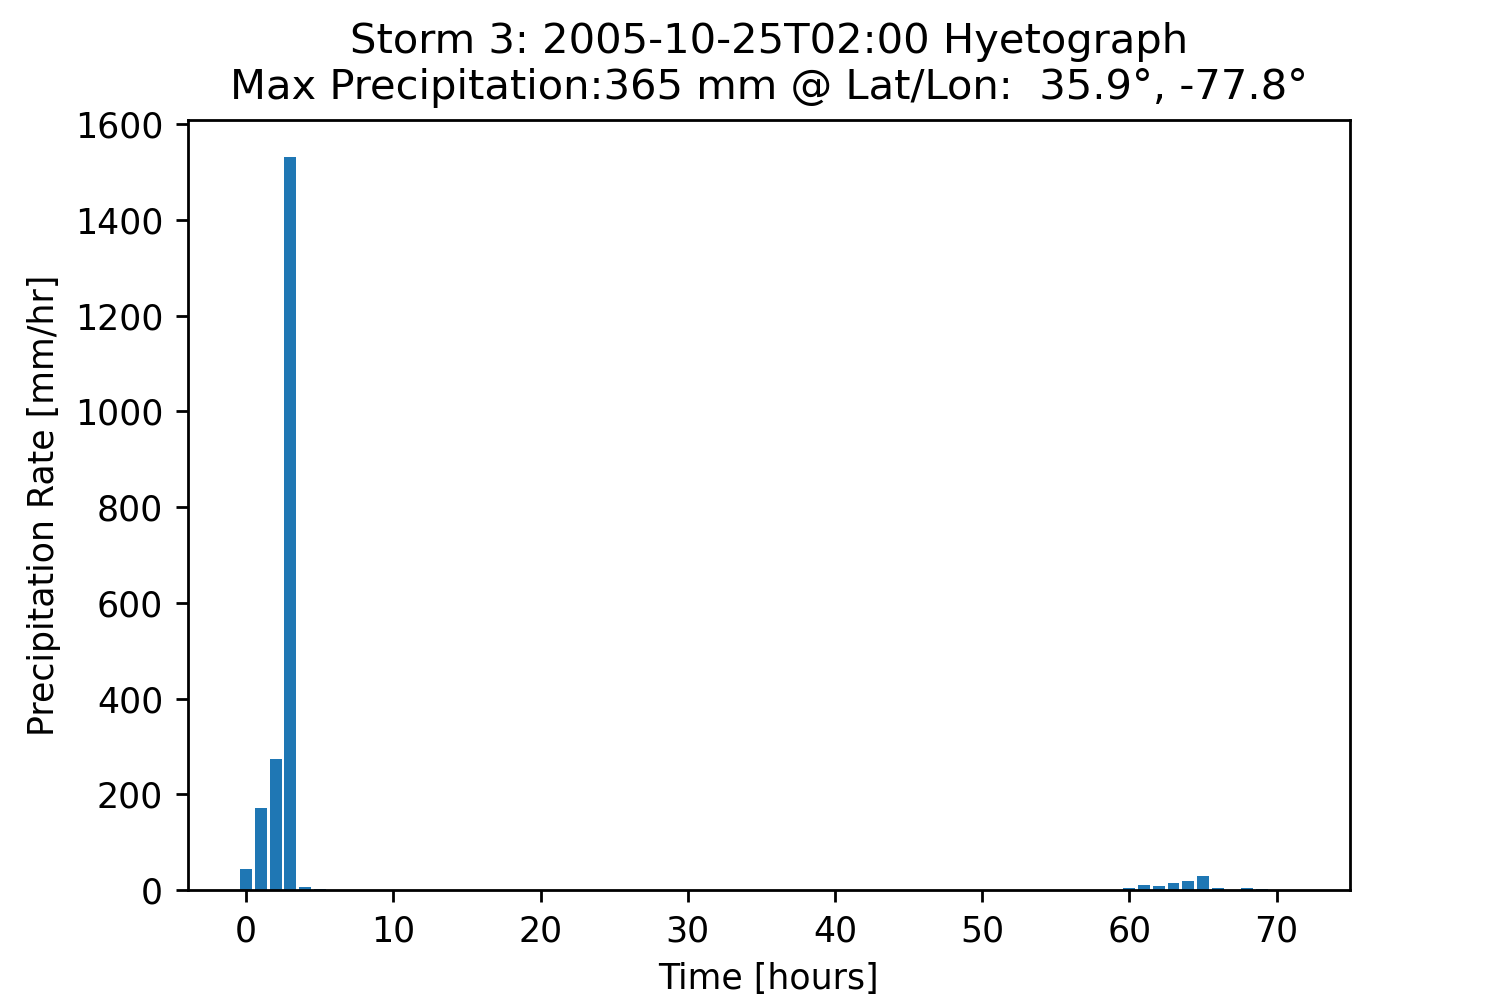 Storm 3: 2005-10-25T02:00 Hyetograph
Max Precipitation:365 mm @ Lat/Lon:  35.9°, -77.8°
Precipitation Rate [mm/hr]
1600
1400
1200
1000
800
600
400
200
0
0 10 20 30 40 50 60 70
Time [hours]